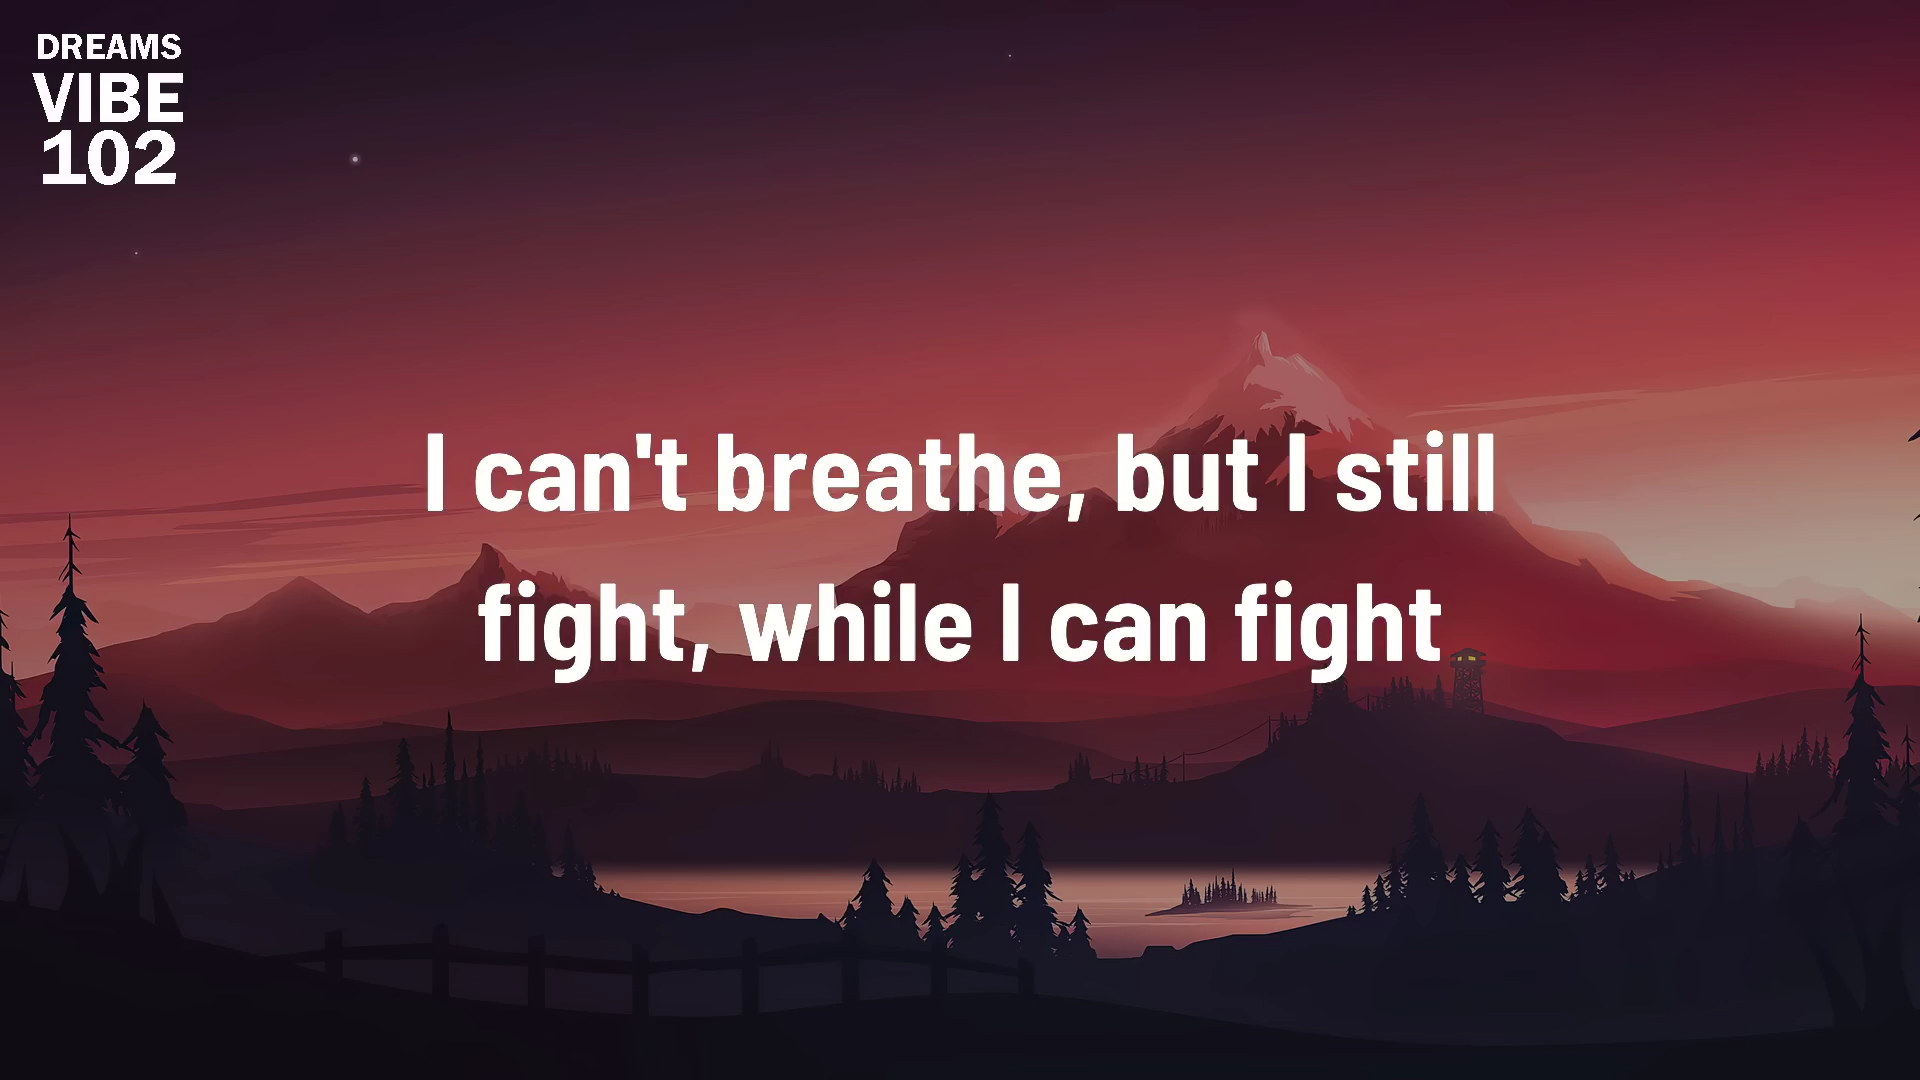 DREAMS
VIBE
102
I can't breathe, but I still
fight, while I can fight